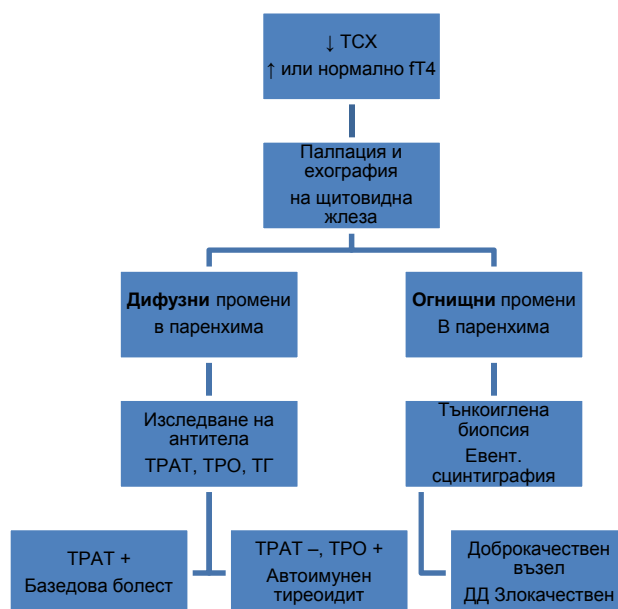 ↓ ТСХ
↑ или нормално fT4
Палпация и
ехография
на щитовидна
жлеза
Дифузни промени
в паренхима
Огнищни промени
В паренхима
Изследване на
антитела
ТРАТ, ТРО, ТГ
Тънкоиглена
биопсия
Евент.
сцинтиграфия
ТРАТ +
Базедова болест
ТРАТ –, ТРО +
Автоимунен
тиреоидит
Доброкачествен
възел
ДД Злокачествен